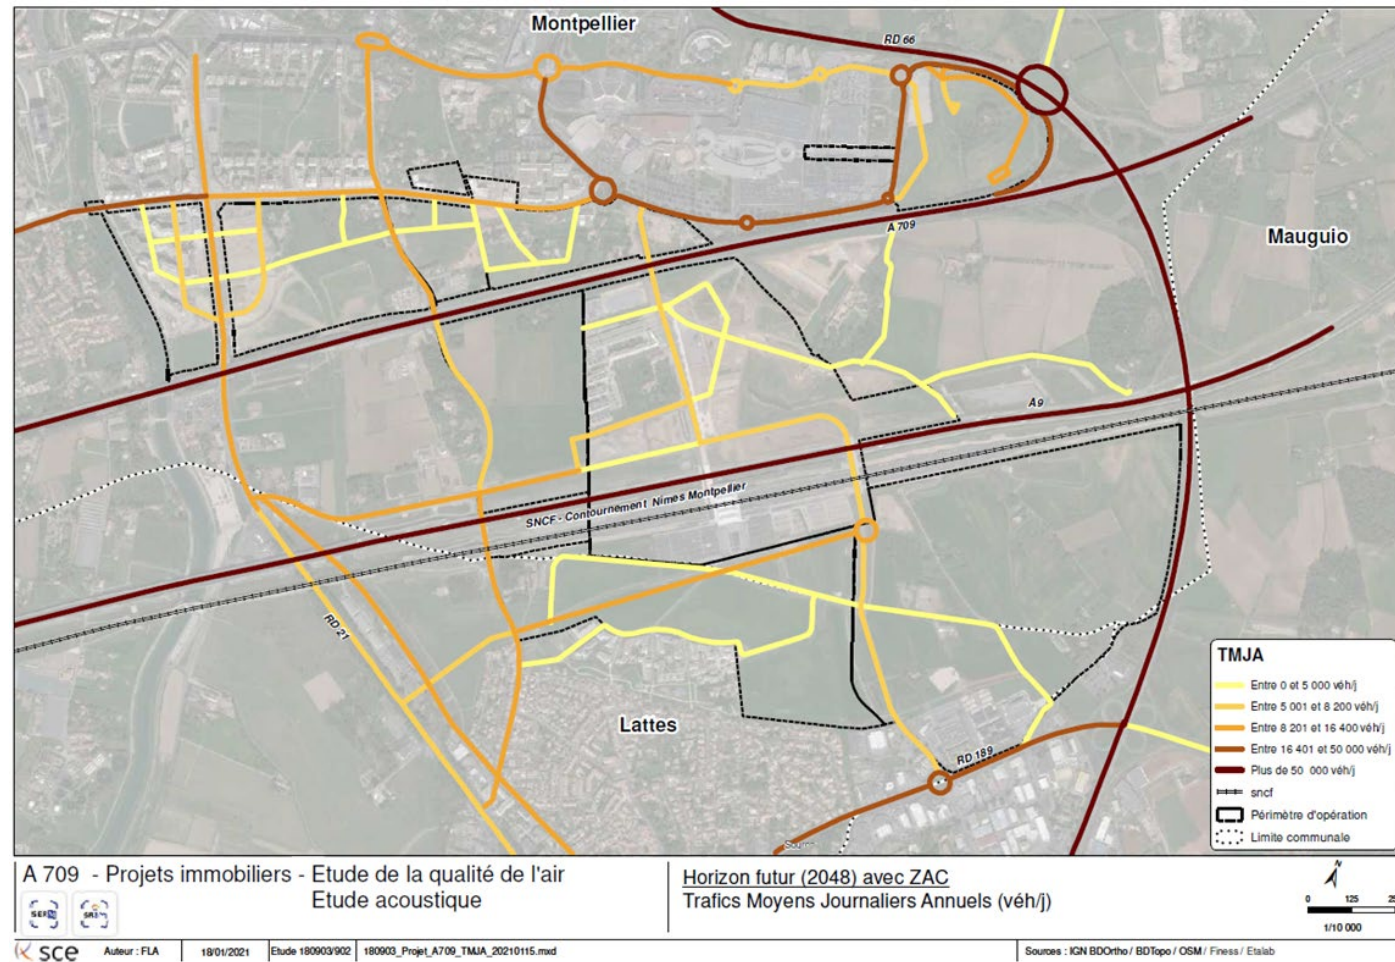 Montpellier
RD 66
A 709
Mauguio
A9
SNCF - Contournement Nimes Montpellier
RD 21
Lattes
RD 189
TMJA
Entre 0 et 5 000 véh/j
Entre 5 001 et 8 200 véh/j
Entre 8 201 et 16 400 véh/j
Entre 16 401 et 50 000 véh/j
Plus de 50 000 véh/j
sncf
Périmètre d'opération
Limite communale
A 709 - Projets immobiliers - Etude de la qualité de l'air
Etude acoustique
Horizon futur (2048) avec ZAC
Trafics Moyens Journaliers Annuels (véh/j)
0 125 25
1/10 000
sce
Auteur : FLA
18/01/2021
Etude 180903/902
180903_Projet_A709_TMJA_20210115.mxd
Sources : IGN BDOrtho / BDTopo / OSM / Finess / Etalab